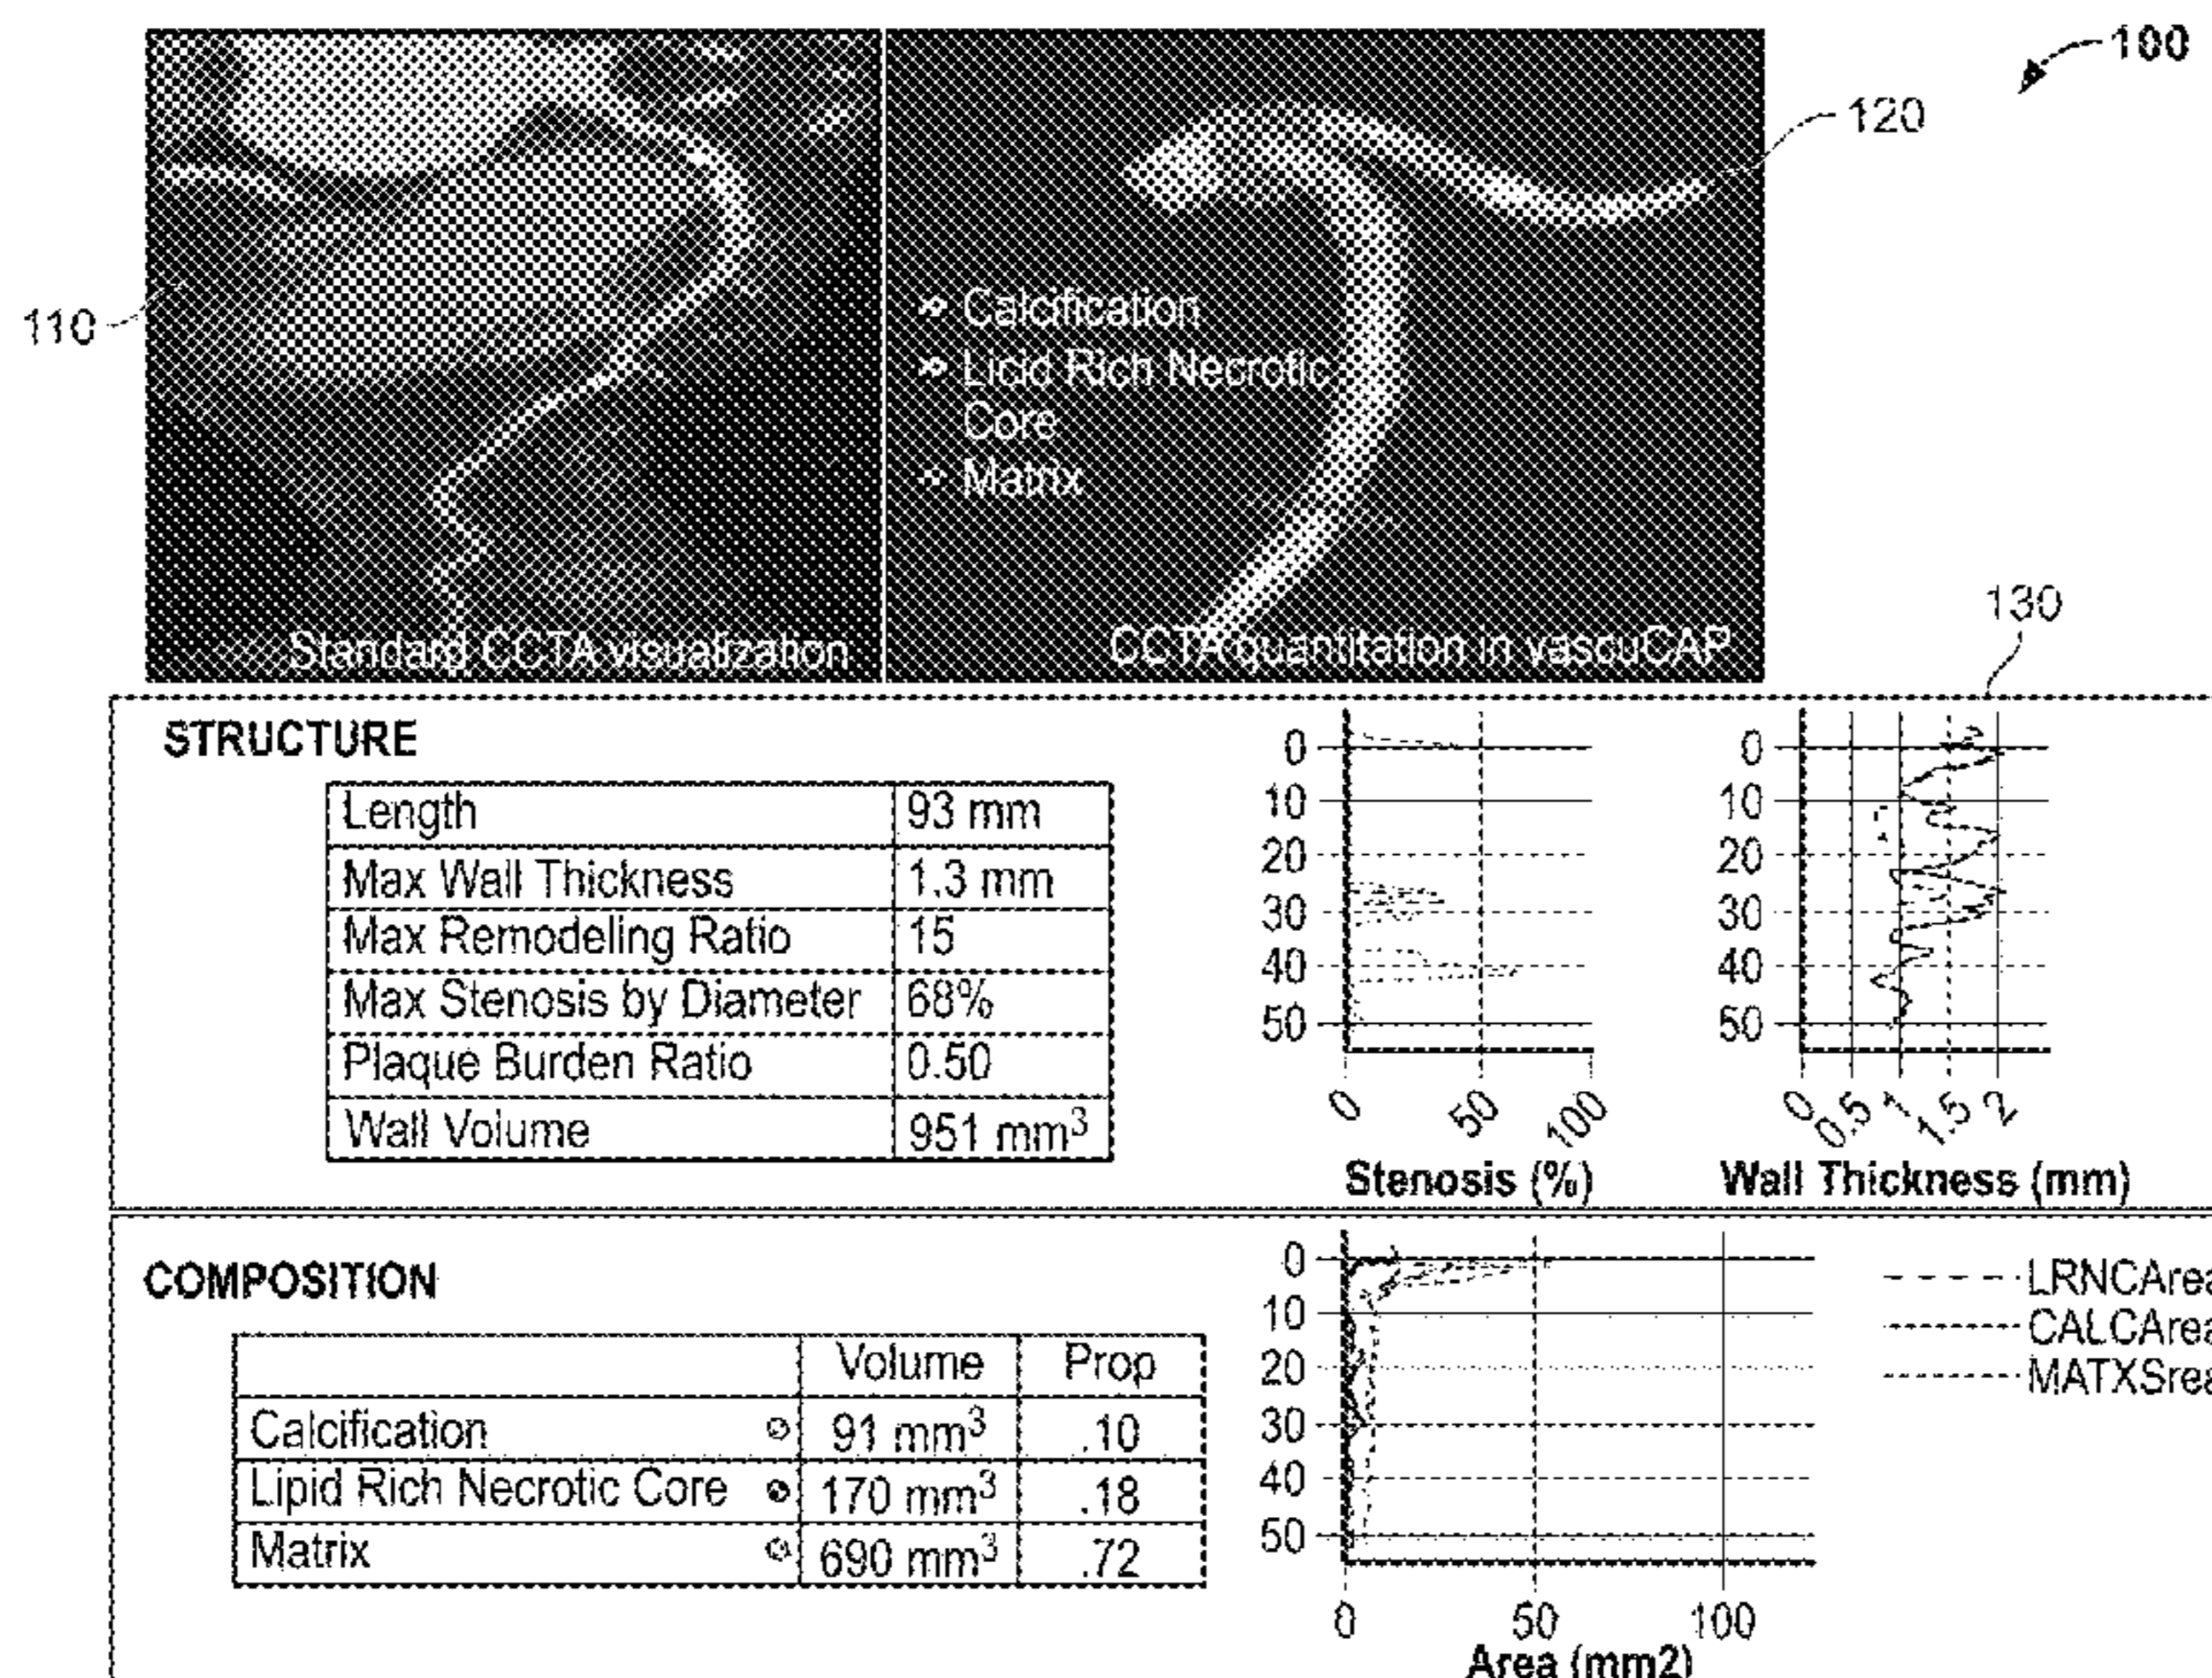 100
120
110
Calcification
Licid Rich Necrotic
Core
Matrix
Standard CCTA visualization
CCTA quantitation in vascuCAP
130
STRUCTURE
Length 93 mm
Max Wall Thickness 1.3 mm
Max Remodeling Ratio 15
Max Stenosis by Diameter 68%
Plaque Burden Ratio 0.50
Wall Volume 951 mm³
0
10
20
30
40
50
0 50 100
Stenosis (%)
0
10
20
30
40
50
0 0.5 1 1.5 2
Wall Thickness (mm)
COMPOSITION
Volume Prop
Calcification 91 mm³ .10
Lipid Rich Necrotic Core 170 mm³ .18
Matrix 690 mm³ .72
0
10
20
30
40
50
0 50 100
Area (mm2)
LRNCArea
CALCArea
MATXSrea